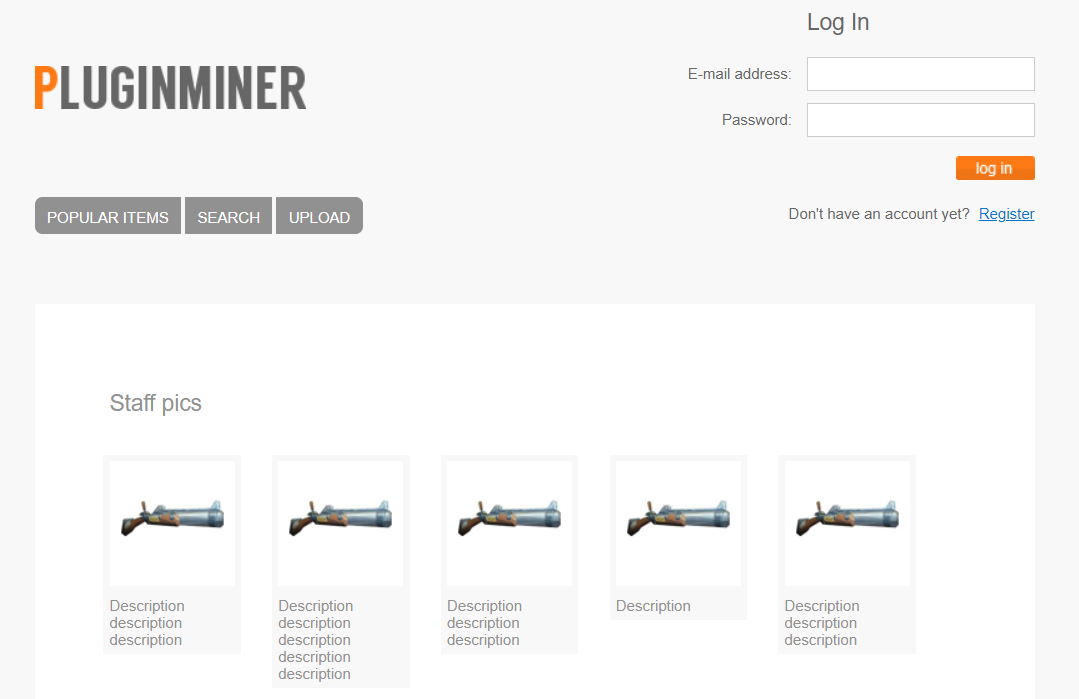 Log In
PLUGINMINER
E-mail address:
Password:
log in
POPULAR ITEMS SEARCH UPLOAD
Don't have an account yet? Register
Staff pics
Description
description
description
Description
description
description
description
description
Description
description
description
Description
Description
description
description